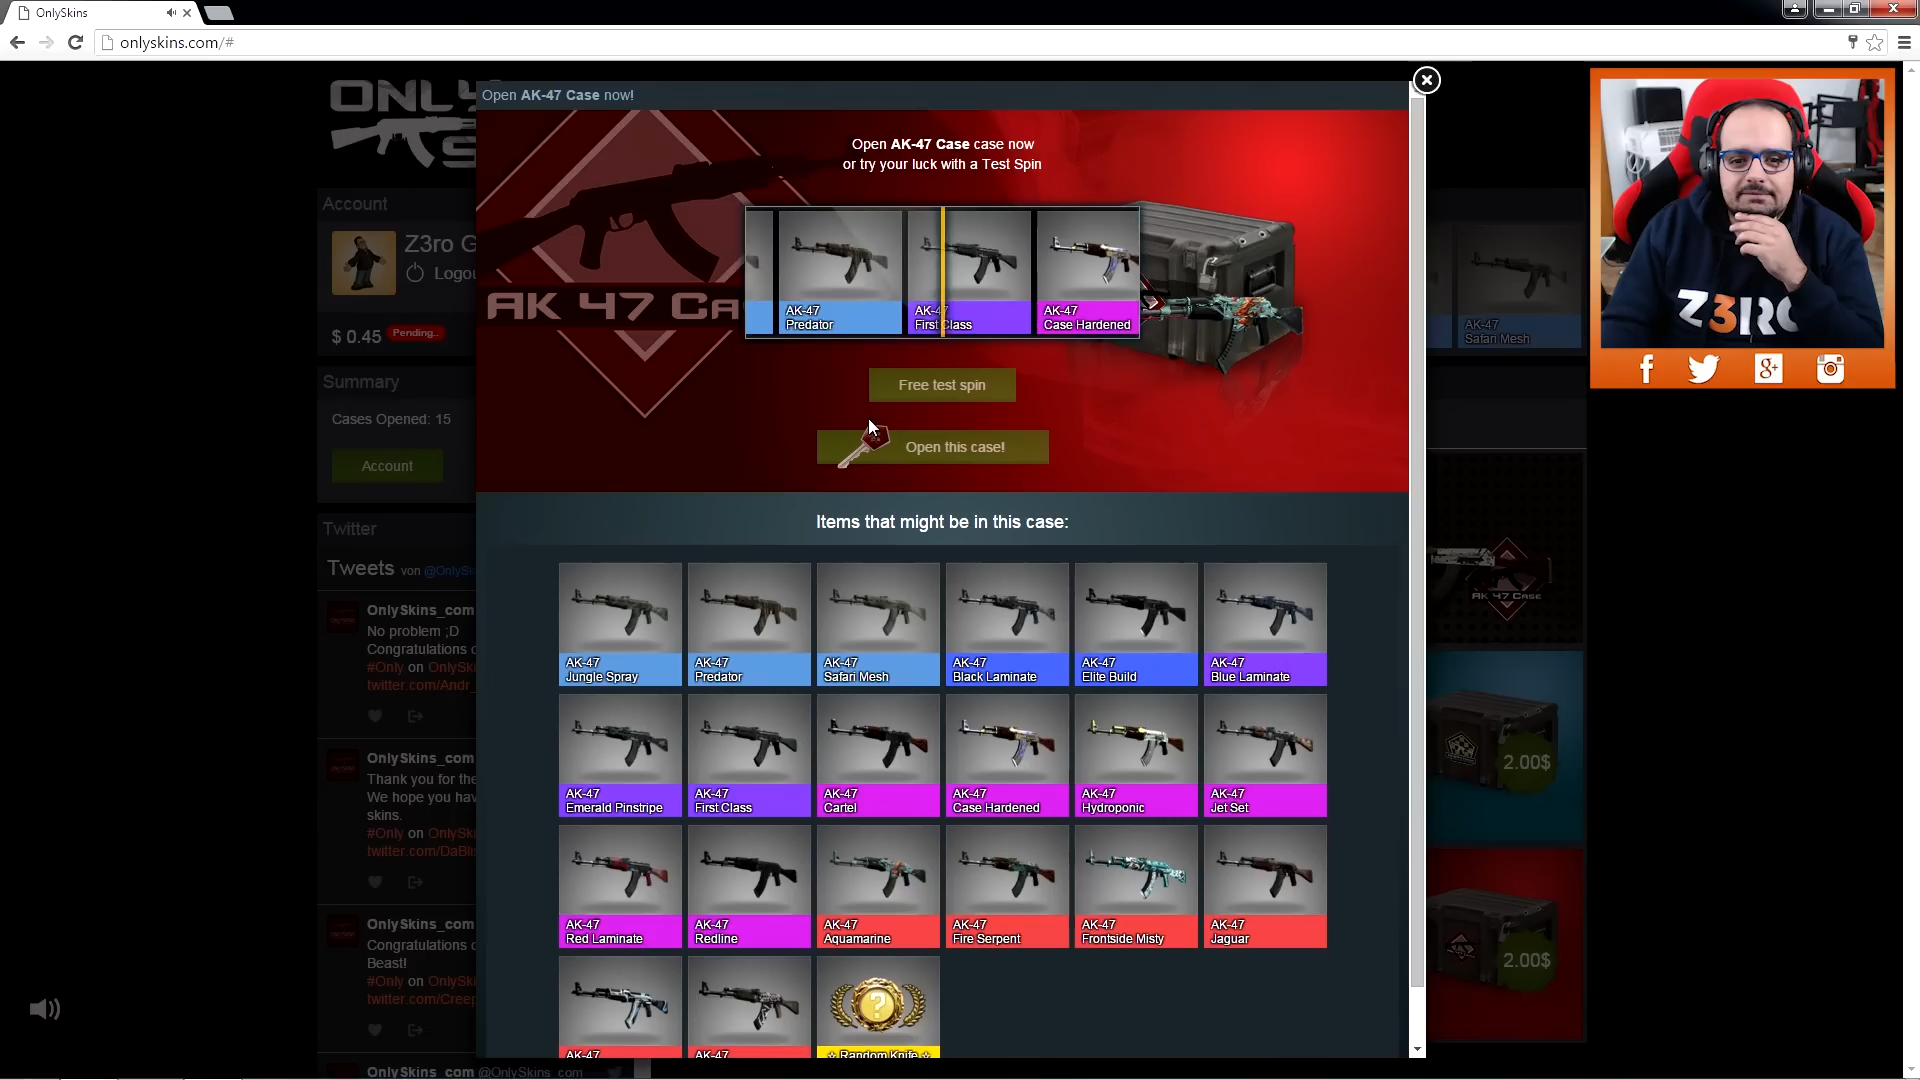 OnlySkins
onlyskins.com/#
ONLY
S
Open AK-47 Case now!
Open AK-47 Case case now
or try your luck with a Test Spin
AK 47 Ca
AK-47
Predator
AK-47
First Class
AK-47
Case Hardened
Free test spin
Open this case!
Account
Z3ro G
Logou
$ 0.45
Pending..
Summary
Cases Opened: 15
Account
Twitter
Tweets von @OnlySk
OnlySkins_com
No problem ;D
Congratulations o
#Only on OnlySki
twitter.com/Andr_
OnlySkins_com
Thank you for the
We hope you hav
skins.
#Only on OnlySk
twitter.com/DaBli
OnlySkins_com
Congratulations o
Beast!
#Only on OnlySki
twitter.com/Creep
OnlySkins_com @OnlySkins_com
Items that might be in this case:
AK-47
Jungle Spray
AK-47
Predator
AK-47
Safari Mesh
AK-47
Black Laminate
AK-47
Elite Build
AK-47
Blue Laminate
AK-47
Emerald Pinstripe
AK-47
First Class
AK-47
Cartel
AK-47
Case Hardened
AK-47
Hydroponic
AK-47
Jet Set
AK-47
Red Laminate
AK-47
Redline
AK-47
Aquamarine
AK-47
Fire Serpent
AK-47
Frontside Misty
AK-47
Jaguar
AK-47
AK-47
☆ Random Knife ☆
AK-47
Safari Mesh
AK 47 CASE
2.00$
2.00$
Z3RO